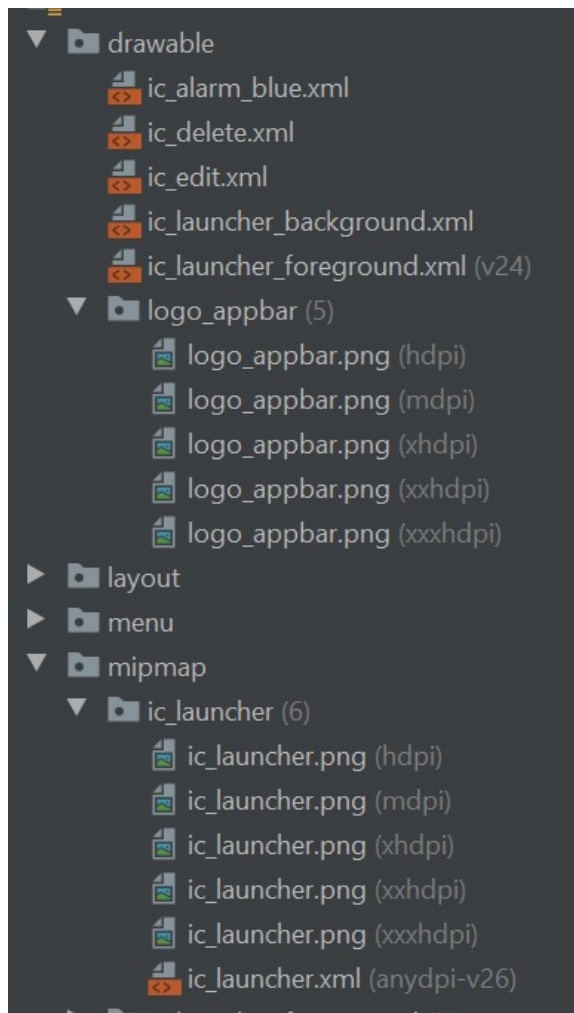 drawable
ic_alarm_blue.xml
ic_delete.xml
ic_edit.xml
ic_launcher_background.xml
ic_launcher_foreground.xml (v24)
logo_appbar (5)
logo_appbar.png (hdpi)
logo_appbar.png (mdpi)
logo_appbar.png (xhdpi)
logo_appbar.png (xxhdpi)
logo_appbar.png (xxxhdpi)
layout
menu
mipmap
ic_launcher (6)
ic_launcher.png (hdpi)
ic_launcher.png (mdpi)
ic_launcher.png (xhdpi)
ic_launcher.png (xxhdpi)
ic_launcher.png (xxxhdpi)
ic_launcher.xml (anydpi-v26)